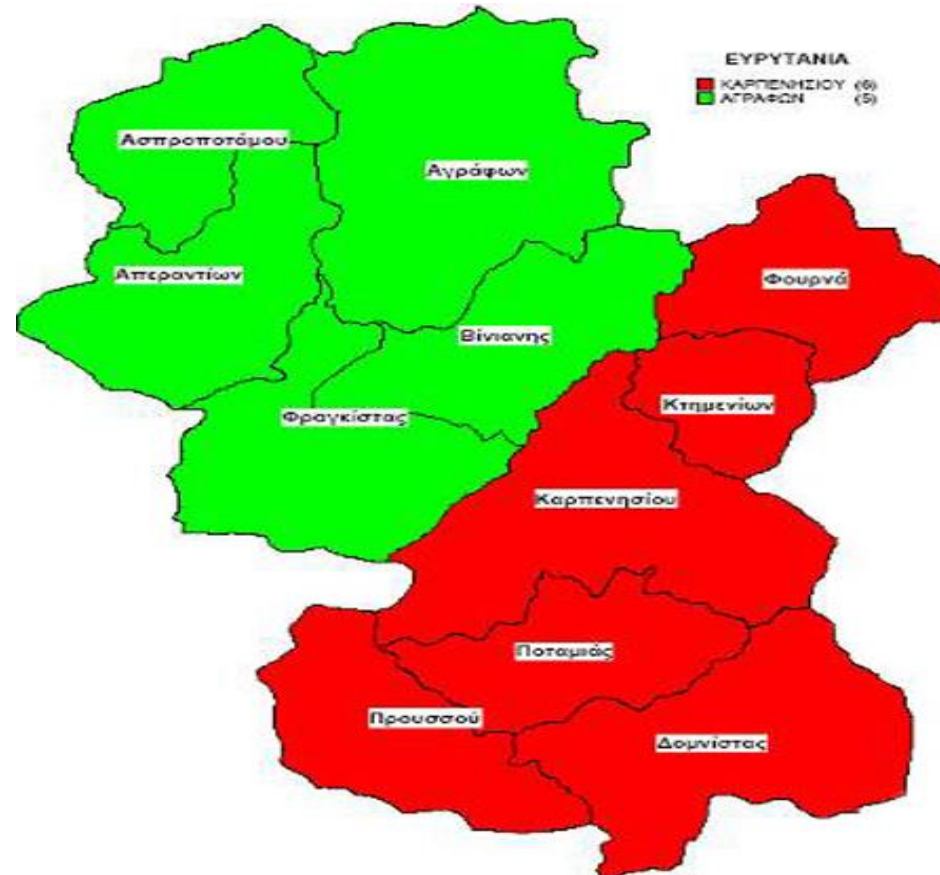 ΕΥΡΥΤΑΝΙΑ
ΚΑΡΠΕΝΗΣΙΟΥ (6)
ΑΓΡΑΦΩΝ (5)
Ασπροποτάμου
Αγράφων
Απεραντίων
Φουρνά
Βίνιανης
Κτημενίων
Φραγκίστας
Καρπενησίου
Ποταμιάς
Προυσσού
Δομνίστας